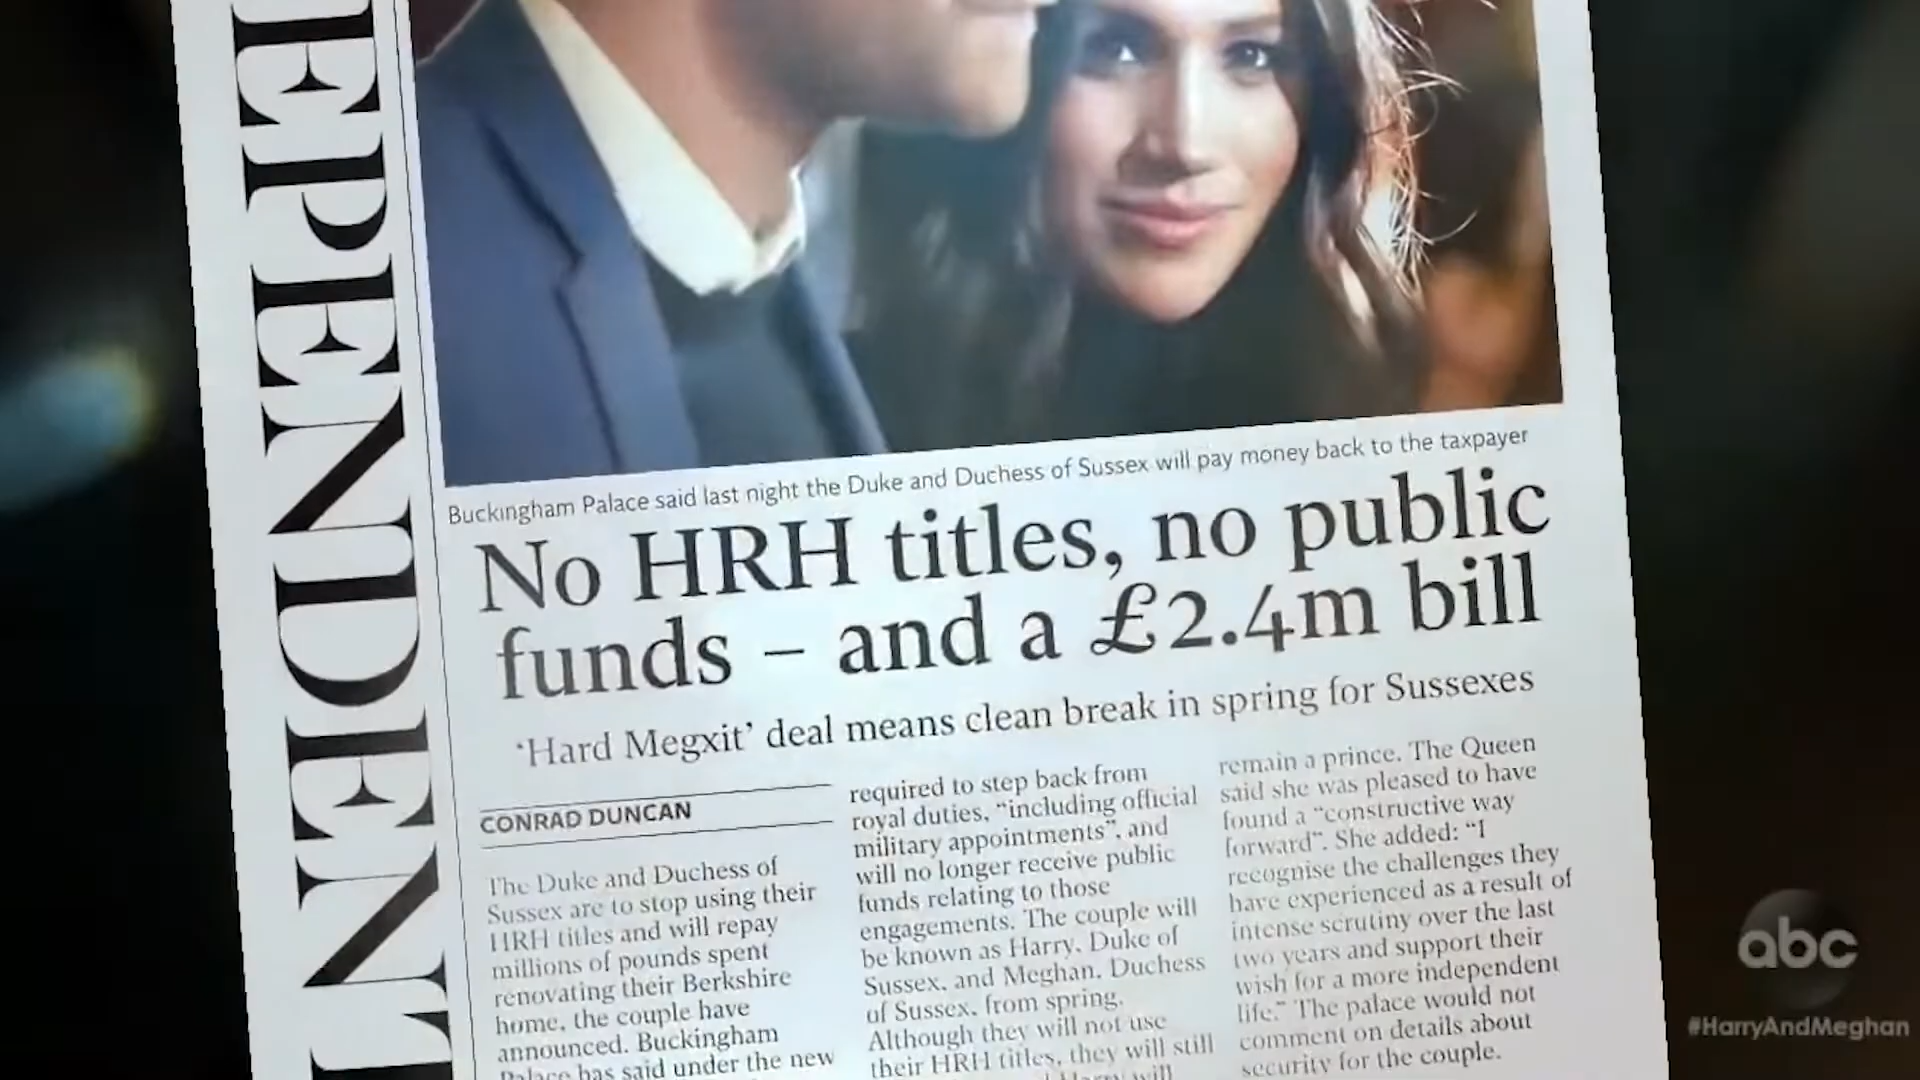 EPENDENT
Buckingham Palace said last night the Duke and Duchess of Sussex will pay money back to the taxpayer
No HRH titles, no public
funds – and a £2.4m bill
‘Hard Megxit’ deal means clean break in spring for Sussexes
CONRAD DUNCAN
The Duke and Duchess of
Sussex are to stop using their
HRH titles and will repay
millions of pounds spent
renovating their Berkshire
home, the couple have
announced. Buckingham
Palace has said under the new
required to step back from
royal duties, “including official
military appointments”, and
will no longer receive public
funds relating to those
engagements. The couple will
be known as Harry, Duke of
Sussex, and Meghan, Duchess
of Sussex, from spring.
Although they will not use
their HRH titles, they will still
Harry will
remain a prince. The Queen
said she was pleased to have
found a “constructive way
forward”. She added: “I
recognise the challenges they
have experienced as a result of
intense scrutiny over the last
two years and support their
wish for a more independent
life.” The palace would not
comment on details about
security for the couple.
abc
#HarryAndMeghan